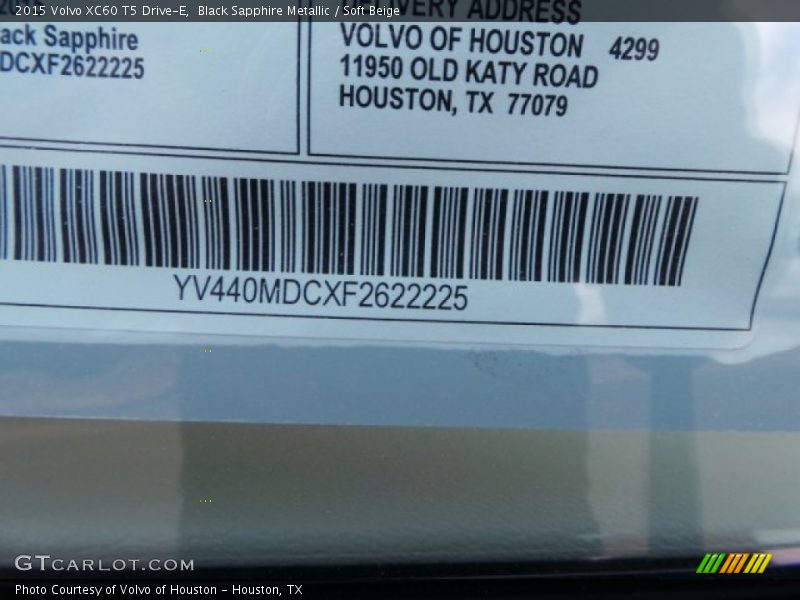 2015 Volvo XC60 T5 Drive-E, Black Sapphire Metallic / Soft Beige
ADDRESS
VOLVO OF HOUSTON 4299
11950 OLD KATY ROAD
HOUSTON, TX 77079
Sapphire
DCXF2622225
YV440MDCXF2622225
GTCARLOT.COM
Photo Courtesy of Volvo of Houston - Houston, TX